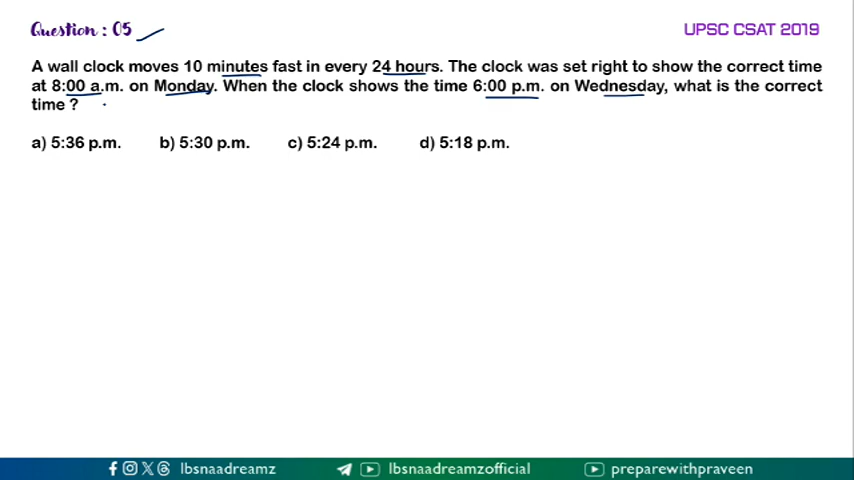 Question : 05
UPSC CSAT 2019
A wall clock moves 10 minutes fast in every 24 hours. The clock was set right to show the correct time
at 8:00 a.m. on Monday. When the clock shows the time 6:00 p.m. on Wednesday, what is the correct
time ?
a) 5:36 p.m. b) 5:30 p.m. c) 5:24 p.m. d) 5:18 p.m.
lbsnaadreamz lbsnaadreamzofficial preparewithpraveen